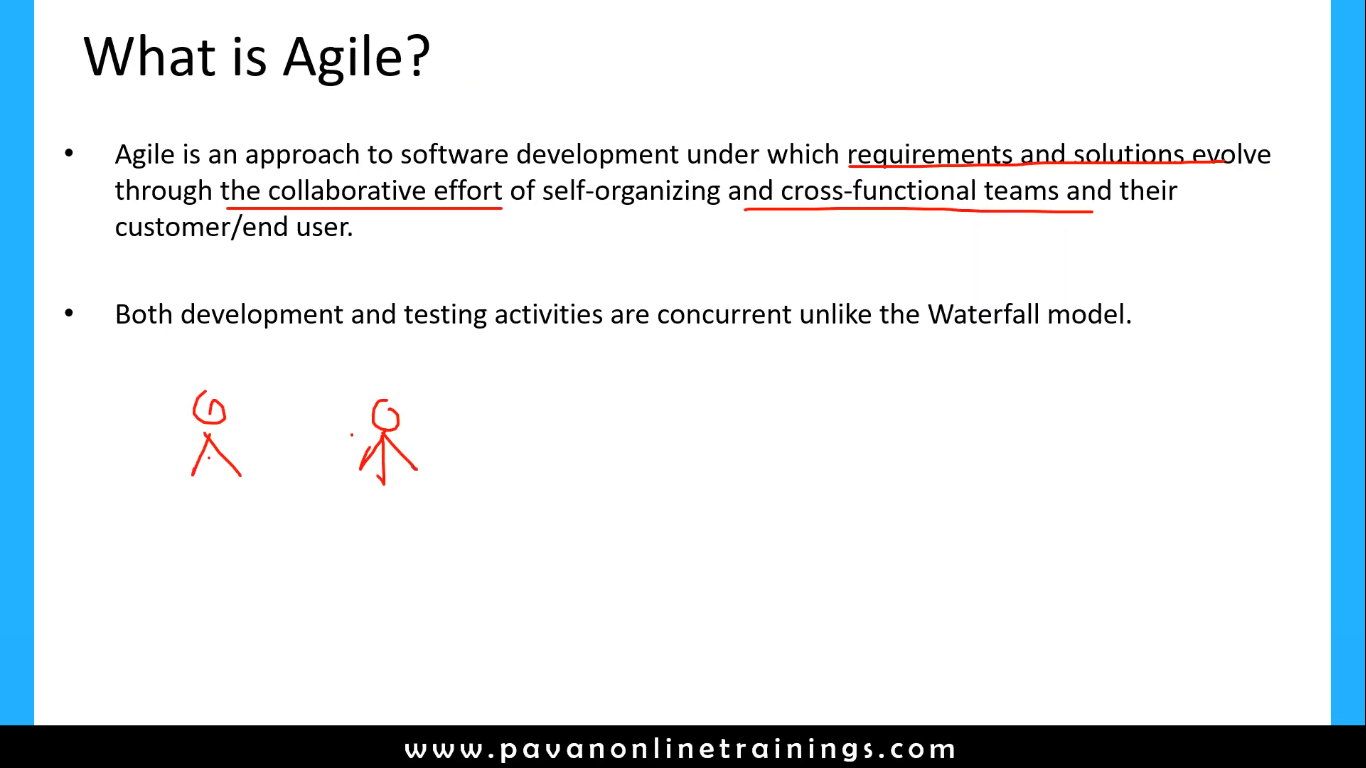 What is Agile?
• Agile is an approach to software development under which requirements and solutions evolve
through the collaborative effort of self-organizing and cross-functional teams and their
customer/end user.
• Both development and testing activities are concurrent unlike the Waterfall model.
www.pavanonlinetrainings.com